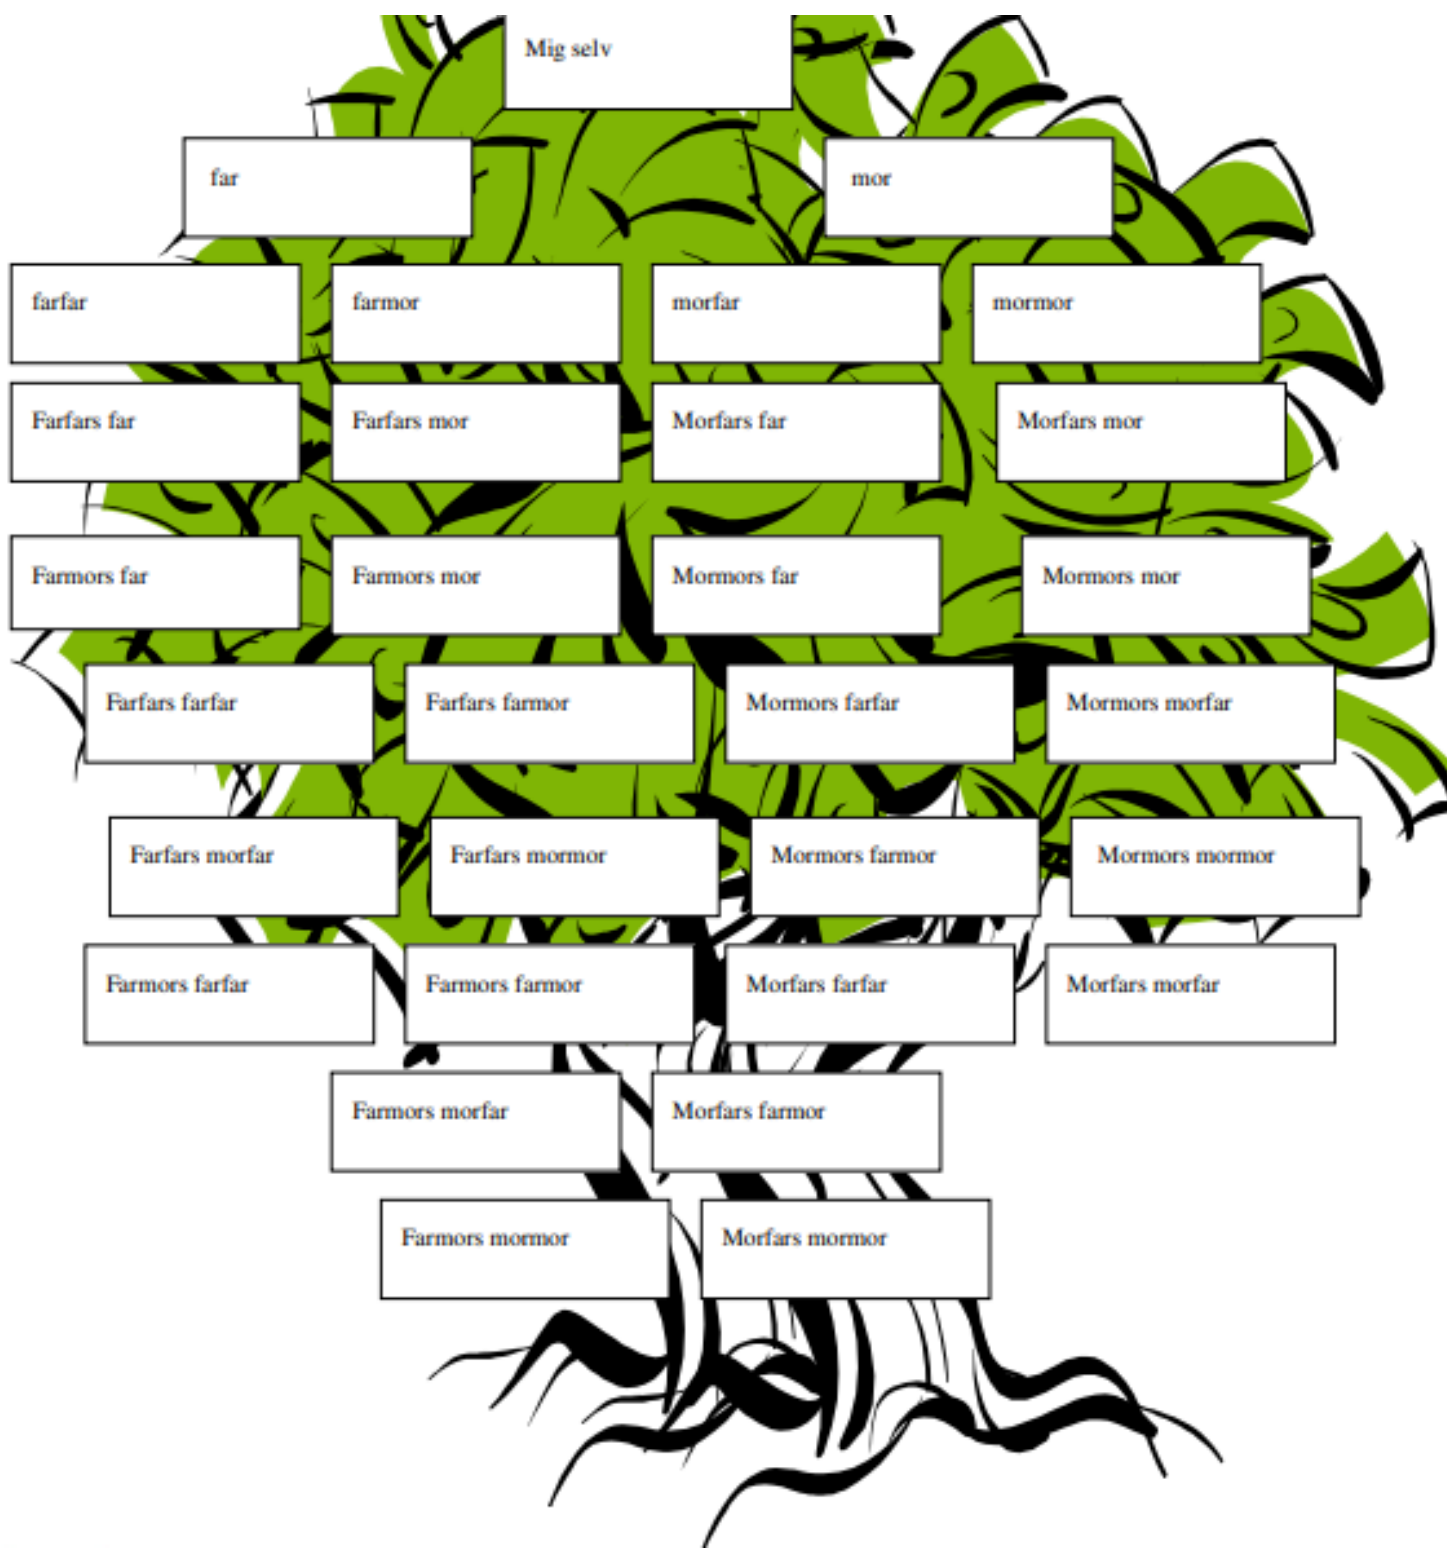 Mig selv
far
mor
farfar
farmor
morfar
mormor
Farfars far
Farfars mor
Morfars far
Morfars mor
Farmors far
Farmors mor
Mormors far
Mormors mor
Farfars farfar
Farfars farmor
Mormors farfar
Mormors morfar
Farfars morfar
Farfars mormor
Mormors farmor
Mormors mormor
Farmors farfar
Farmors farmor
Morfars farfar
Morfars morfar
Farmors morfar
Morfars farmor
Farmors mormor
Morfars mormor